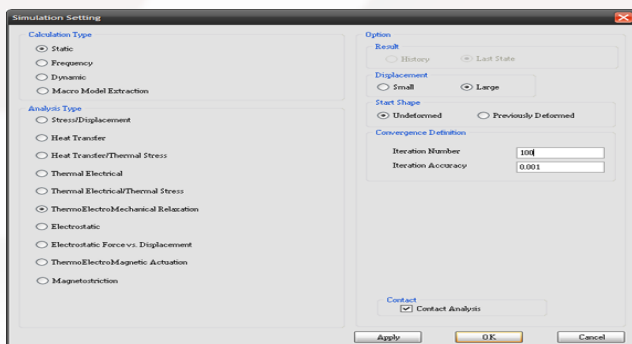 Simulation Setting
Calculation Type
Static
Frequency
Dynamic
Macro Model Extraction
Analysis Type
Stress/Displacement
Heat Transfer
Heat Transfer/Thermal Stress
Thermal Electrical
Thermal Electrical/Thermal Stress
ThermoElectroMechanical Relaxation
Electrostatic
Electrostatic Force vs. Displacement
ThermoElectroMagnetic Actuation
Magnetostriction
Option
Result
History Last State
Displacement
Small Large
Start Shape
Undeformed Previously Deformed
Convergence Definition
Iteration Number 100
Iteration Accuracy 0.001
Contact
Contact Analysis
Apply OK Cancel